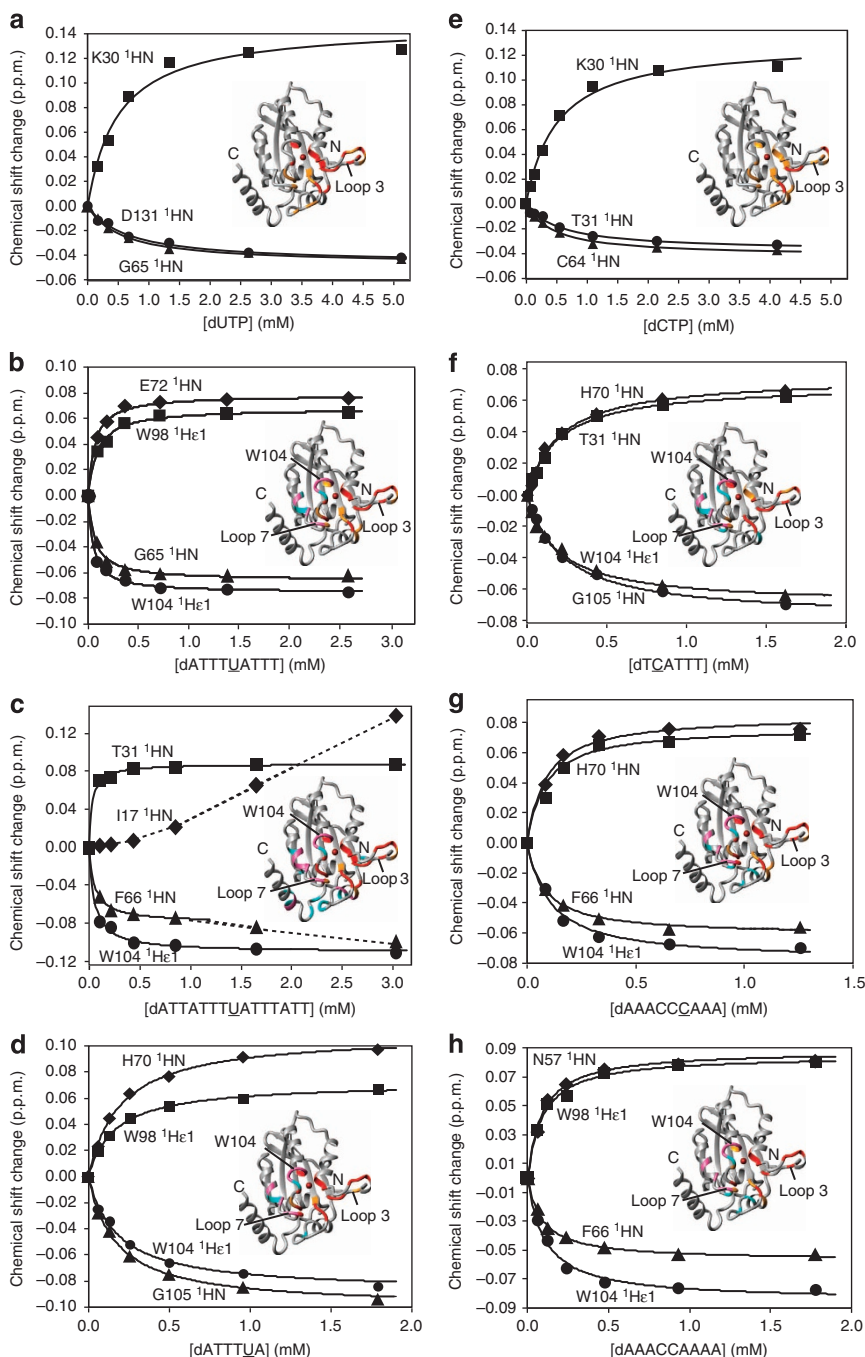 a
Chemical shift change (p.p.m.)
0.14
0.12
0.10
0.08
0.06
0.04
0.02
0.00
–0.02
–0.04
–0.06
K30 ¹HN
D131 ¹HN
G65 ¹HN
C
N
Loop 3
0.0 0.5 1.0 1.5 2.0 2.5 3.0 3.5 4.0 4.5 5.0
[dUTP] (mM)
b
Chemical shift change (p.p.m.)
0.10
0.08
0.06
0.04
0.02
0.00
–0.02
–0.04
–0.06
–0.08
–0.10
E72 ¹HN
W98 ¹Hε1
G65 ¹HN
W104 ¹Hε1
W104
C
N
Loop 7
Loop 3
0.0 0.5 1.0 1.5 2.0 2.5 3.0
[dATTTUATTT] (mM)
c
Chemical shift change (p.p.m.)
0.12
0.08
0.04
0.00
–0.04
–0.08
–0.12
T31 ¹HN
I17 ¹HN
F66 ¹HN
W104 ¹Hε1
W104
C
N
Loop 7
Loop 3
0.0 0.5 1.0 1.5 2.0 2.5 3.0
[dATTATTTUATTTATT] (mM)
d
Chemical shift change (p.p.m.)
0.10
0.08
0.06
0.04
0.02
0.00
–0.02
–0.04
–0.06
–0.08
–0.10
H70 ¹HN
W98 ¹Hε1
W104 ¹Hε1
G105 ¹HN
W104
C
N
Loop 7
Loop 3
0.0 0.5 1.0 1.5 2.0
[dATTTUA] (mM)
e
Chemical shift change (p.p.m.)
0.14
0.12
0.10
0.08
0.06
0.04
0.02
0.00
–0.02
–0.04
–0.06
K30 ¹HN
T31 ¹HN
C64 ¹HN
C
N
Loop 3
0.0 0.5 1.0 1.5 2.0 2.5 3.0 3.5 4.0 4.5 5.0
[dCTP] (mM)
f
Chemical shift change (p.p.m.)
0.08
0.06
0.04
0.02
–0.00
–0.02
–0.04
–0.06
–0.08
H70 ¹HN
T31 ¹HN
W104 ¹Hε1
G105 ¹HN
W104
C
N
Loop 7
Loop 3
0.0 0.5 1.0 1.5 2.0
[dTCATTT] (mM)
g
Chemical shift change (p.p.m.)
0.08
0.06
0.04
0.02
0.00
–0.02
–0.04
–0.06
–0.08
H70 ¹HN
F66 ¹HN
W104 ¹Hε1
W104
C
N
Loop 7
Loop 3
0.0 0.5 1.0 1.5
[dAAACCCAAA] (mM)
h
Chemical shift change (p.p.m.)
0.09
0.07
0.05
0.03
0.01
–0.01
–0.03
–0.05
–0.07
–0.09
N57 ¹HN
W98 ¹Hε1
F66 ¹HN
W104 ¹Hε1
W104
C
N
Loop 7
Loop 3
0.0 0.5 1.0 1.5 2.0
[dAAACCAAAA] (mM)